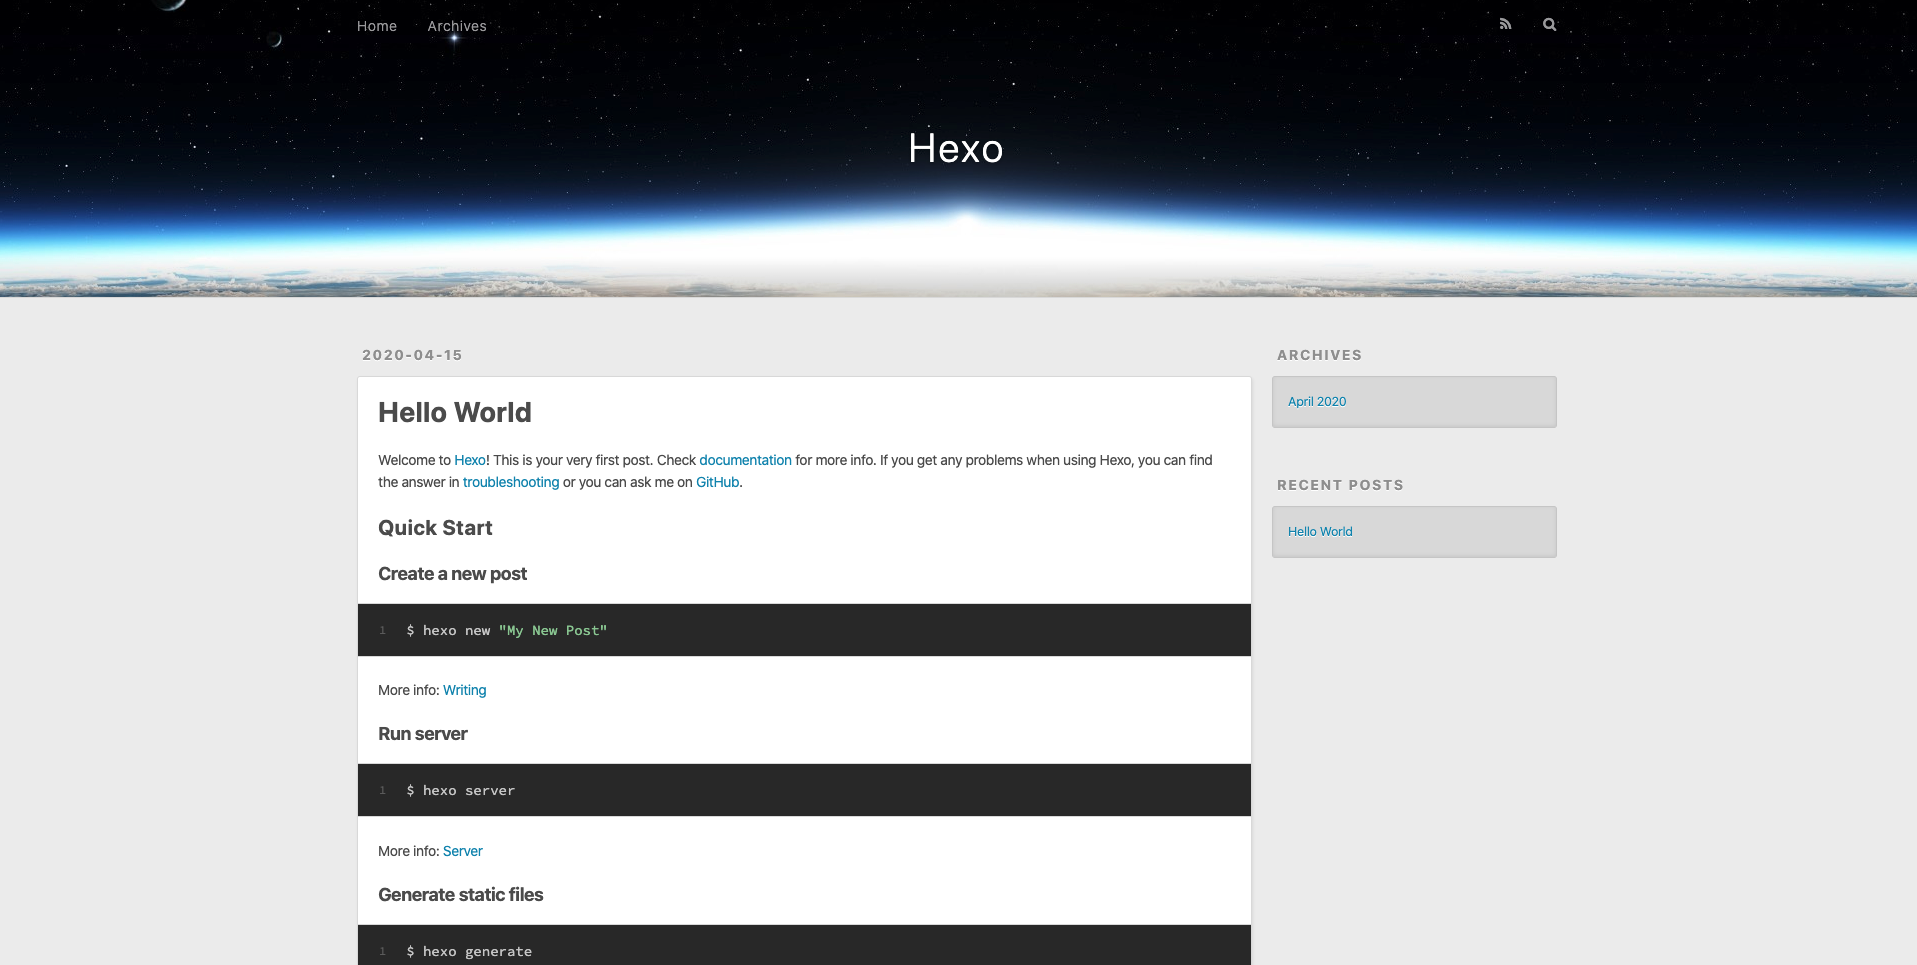 Home Archives
Hexo
2020-04-15
Hello World
Welcome to Hexo! This is your very first post. Check documentation for more info. If you get any problems when using Hexo, you can find
the answer in troubleshooting or you can ask me on GitHub.
Quick Start
Create a new post
1 $ hexo new "My New Post"
More info: Writing
Run server
1 $ hexo server
More info: Server
Generate static files
1 $ hexo generate
ARCHIVES
April 2020
RECENT POSTS
Hello World